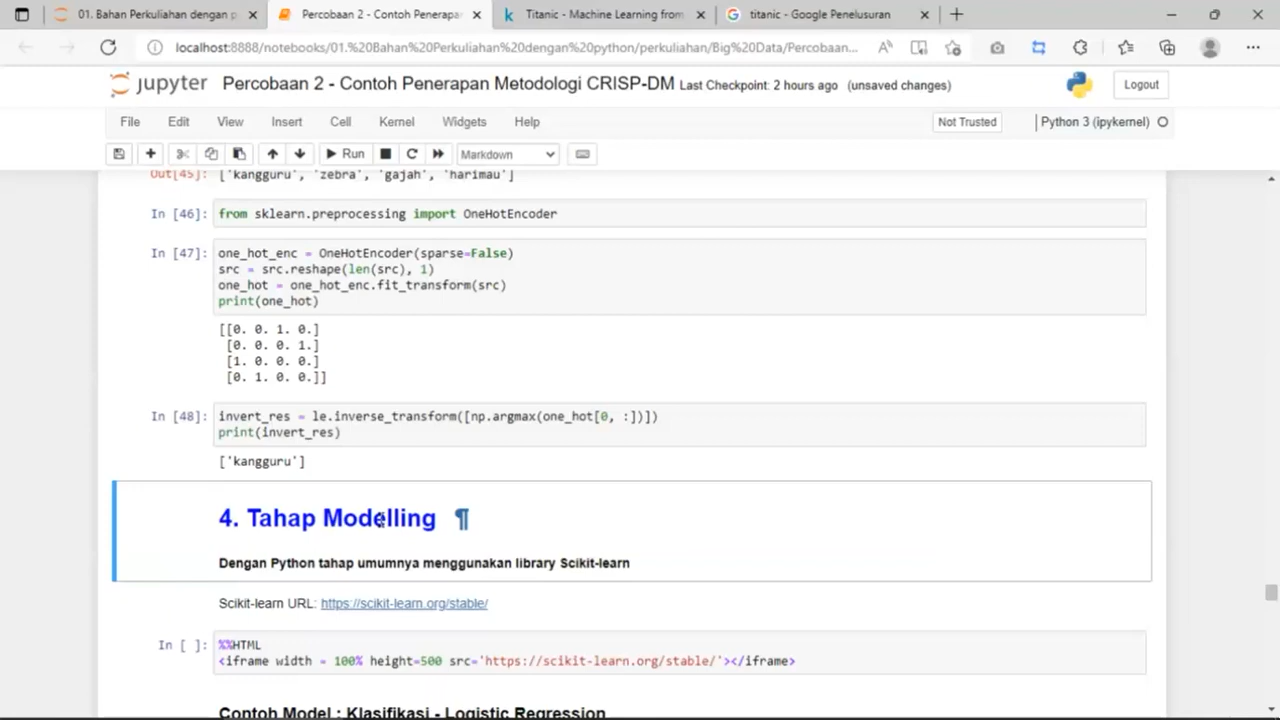 01. Bahan Perkuliahan dengan p
Percobaan 2 - Contoh Penerapa
Titanic - Machine Learning from
titanic - Google Penelusuran
localhost:8888/notebooks/01.%20Bahan%20Perkuliahan%20dengan%20python/perkuliahan/Big%20Data/Percobaan...
jupyter Percobaan 2 - Contoh Penerapan Metodologi CRISP-DM Last Checkpoint: 2 hours ago (unsaved changes)
Logout
File Edit View Insert Cell Kernel Widgets Help
Not Trusted
Python 3 (ipykernel)
Run
Markdown
Out[45]: ['kangguru', 'zebra', 'gajah', 'harimau']
In [46]: from sklearn.preprocessing import OneHotEncoder
In [47]: one_hot_enc = OneHotEncoder(sparse=False)
src = src.reshape(len(src), 1)
one_hot = one_hot_enc.fit_transform(src)
print(one_hot)
[[0. 0. 1. 0.]
[0. 0. 0. 1.]
[1. 0. 0. 0.]
[0. 1. 0. 0.]]
In [48]: invert_res = le.inverse_transform([np.argmax(one_hot[0, :])])
print(invert_res)
['kangguru']
4. Tahap Modelling ¶
Dengan Python tahap umumnya menggunakan library Scikit-learn
Scikit-learn URL: https://scikit-learn.org/stable/
In [ ]: %%HTML
<iframe width = 100% height=500 src='https://scikit-learn.org/stable/'></iframe>
Contoh Model : Klasifikasi - Logistic Regression